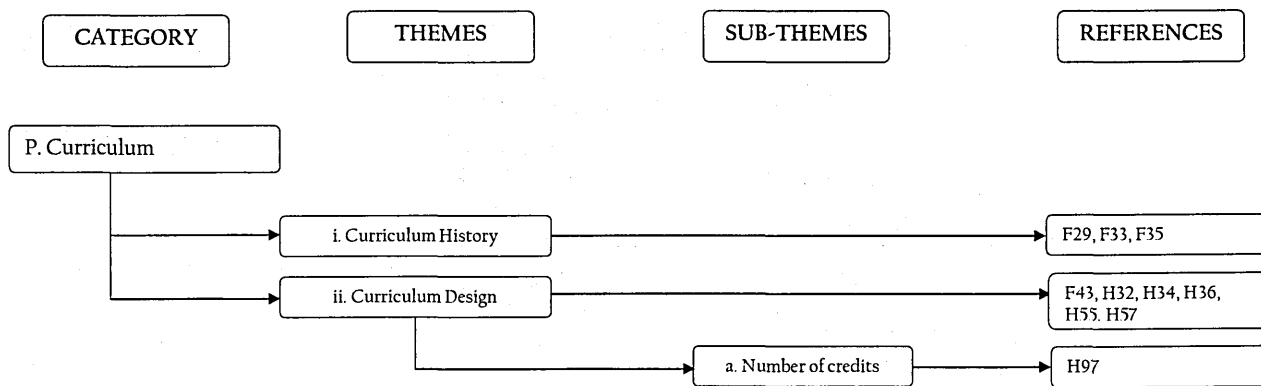 CATEGORY
THEMES
SUB-THEMES
REFERENCES
P. Curriculum
i. Curriculum History
F29, F33, F35
ii. Curriculum Design
F43, H32, H34, H36,
H55. H57
a. Number of credits
H97